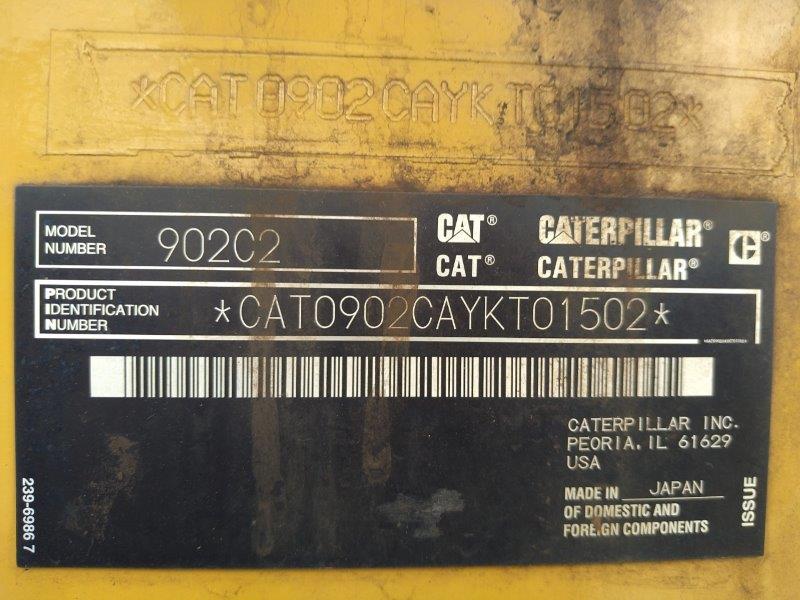 *CAT0902CAYKT01502*
MODEL NUMBER 902C2
CAT® CATERPILLAR®
CAT® CATERPILLAR®
PRODUCT IDENTIFICATION NUMBER *CAT0902CAYKT01502*
CATERPILLAR INC.
PEORIA, IL 61629
USA
MADE IN JAPAN
OF DOMESTIC AND
FOREIGN COMPONENTS
ISSUE
239-6986 7